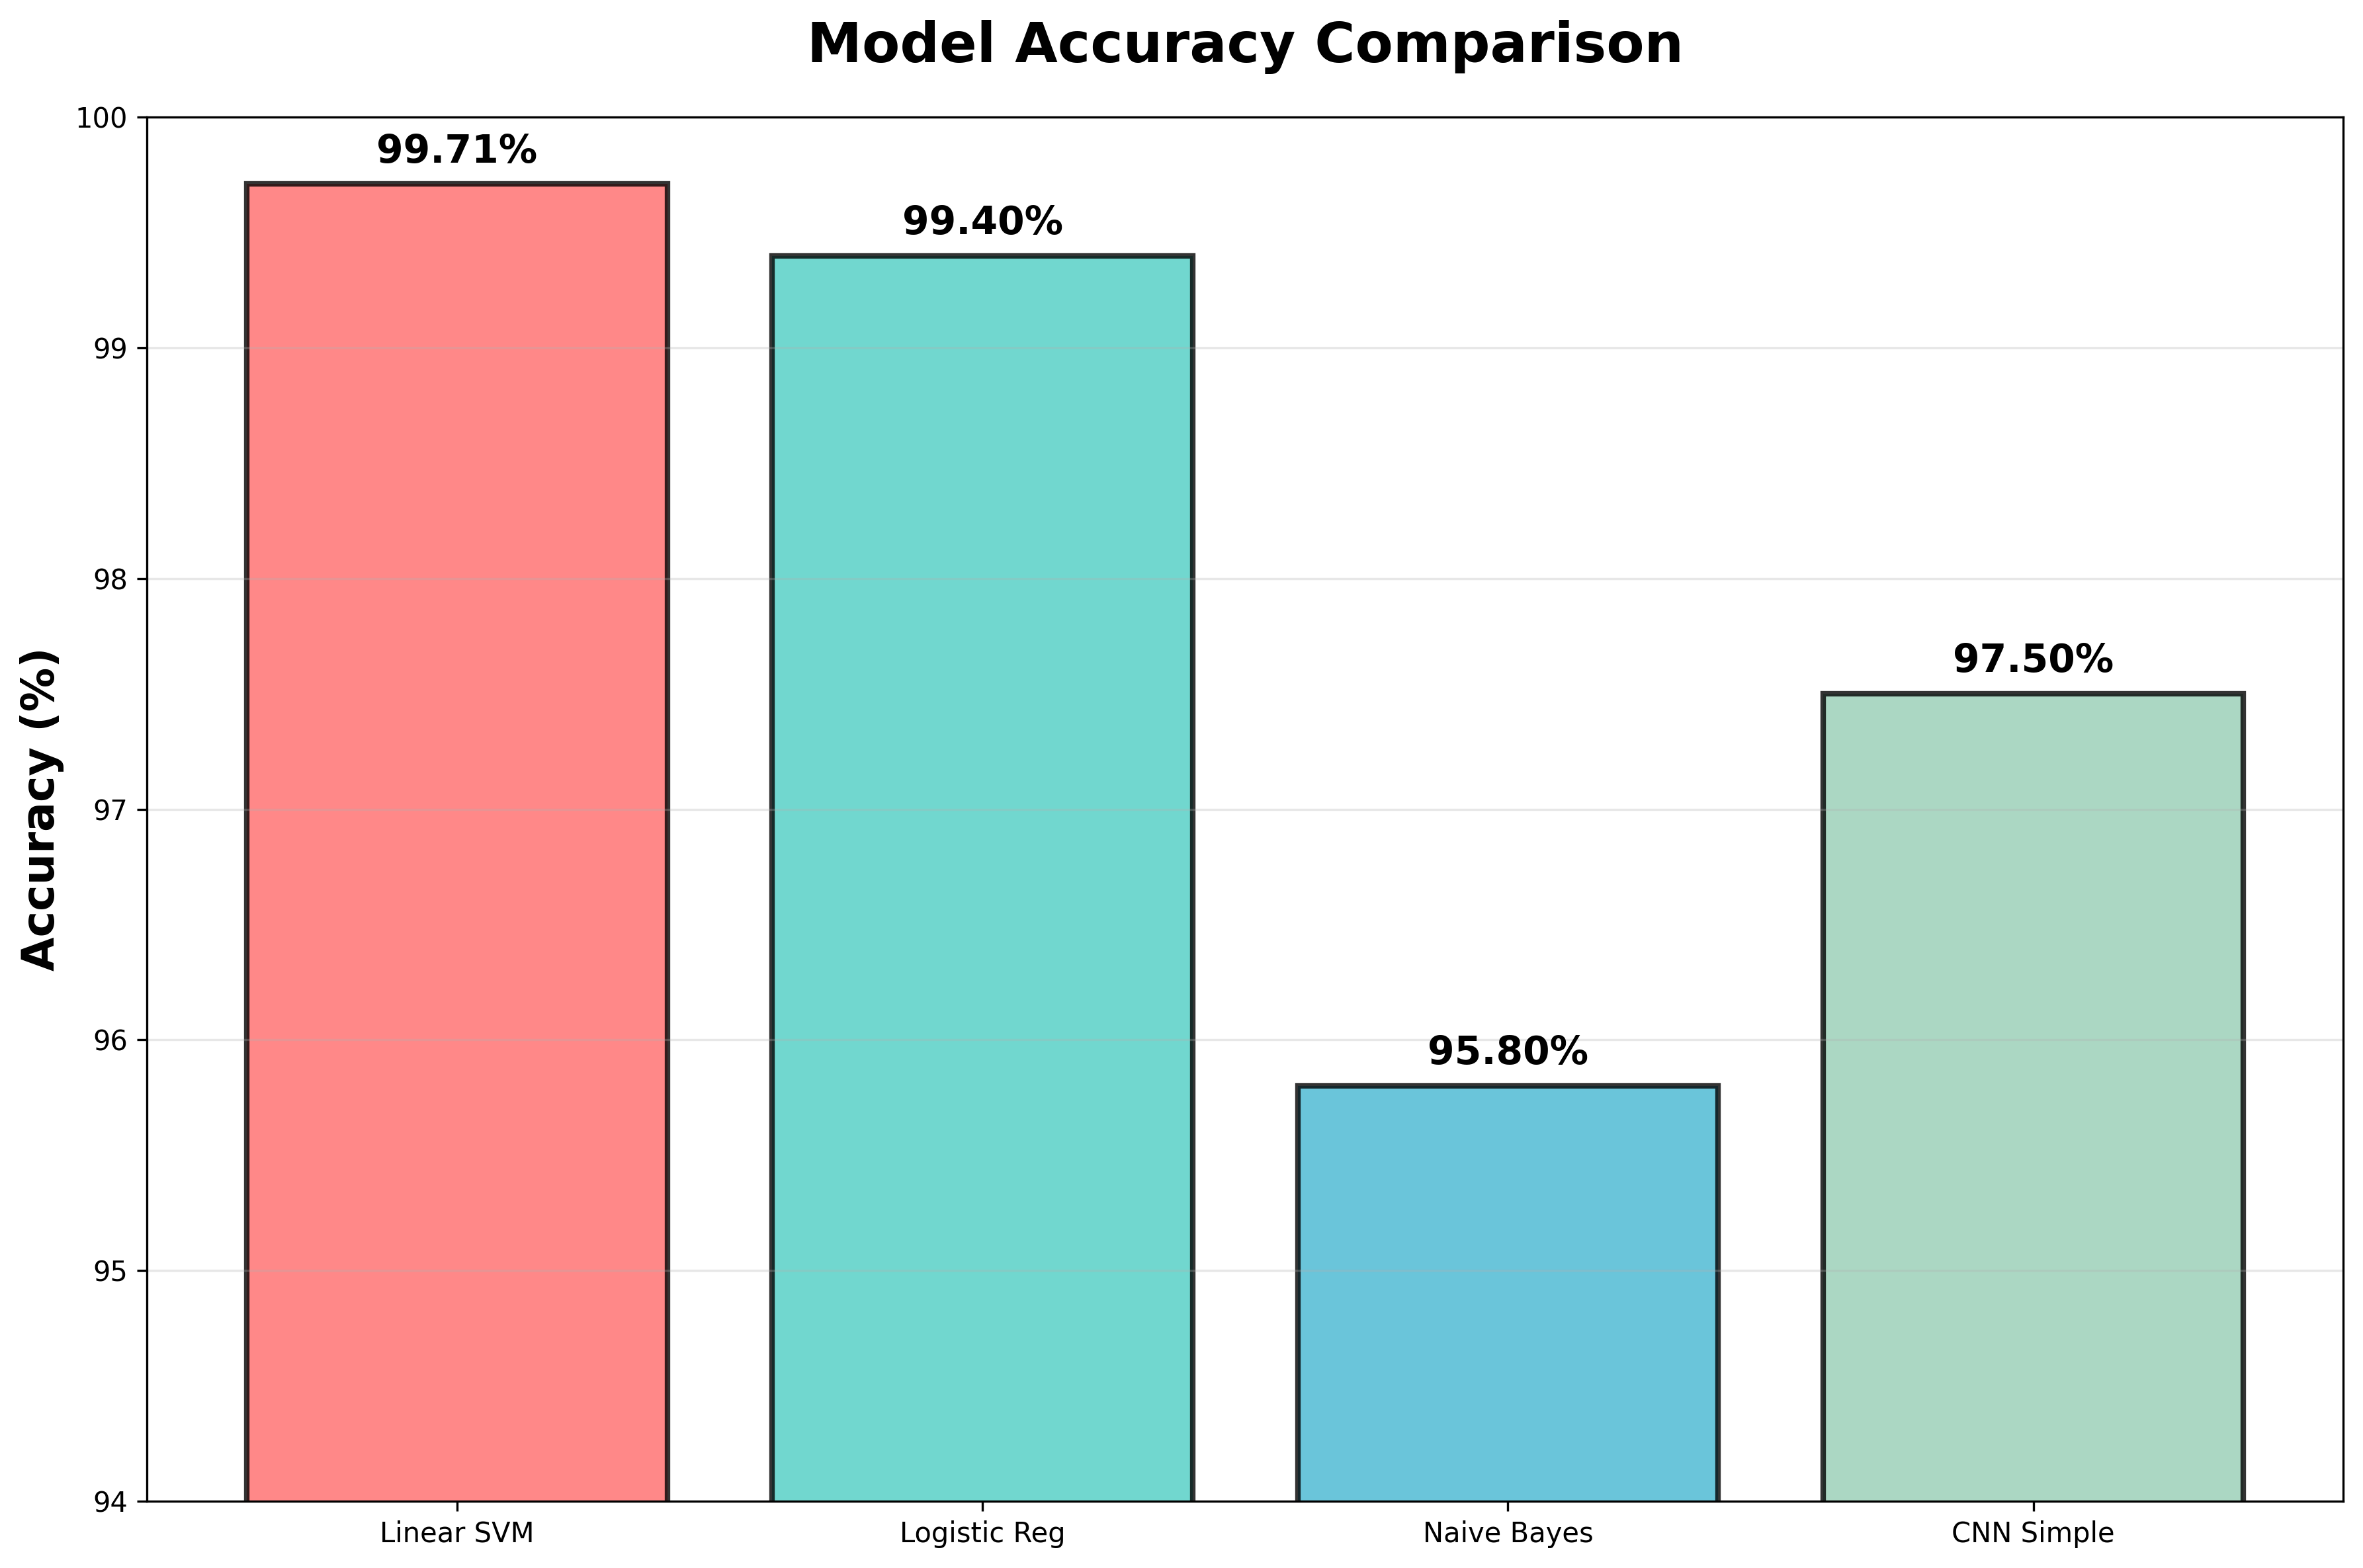 Model Accuracy Comparison
100
99
98
97
96
95
94
Accuracy (%)
99.71%
99.40%
95.80%
97.50%
Linear SVM
Logistic Reg
Naive Bayes
CNN Simple